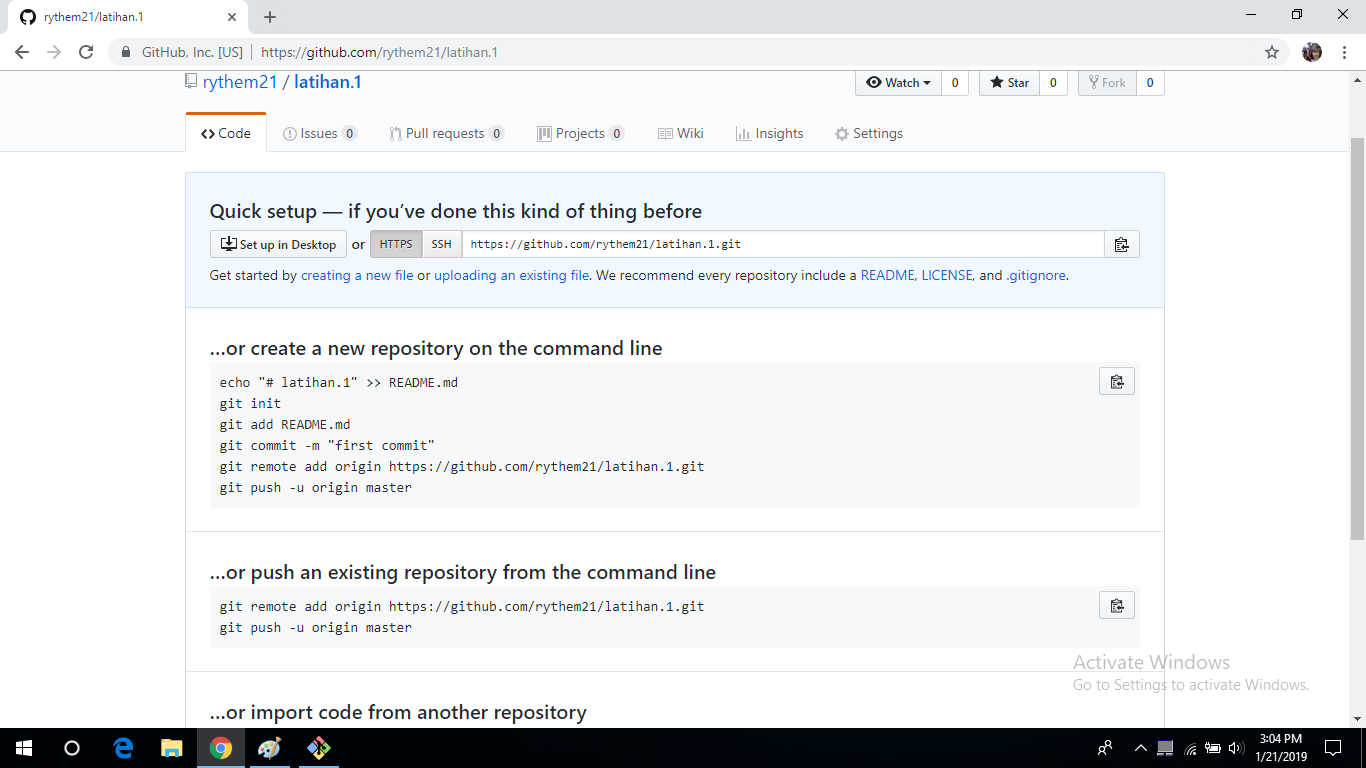 rythem21/latihan.1
GitHub, Inc. [US] | https://github.com/rythem21/latihan.1
rythem21 / latihan.1
Watch 0 Star 0 Fork 0
Code Issues 0 Pull requests 0 Projects 0 Wiki Insights Settings
Quick setup — if you’ve done this kind of thing before
Set up in Desktop or HTTPS SSH https://github.com/rythem21/latihan.1.git
Get started by creating a new file or uploading an existing file. We recommend every repository include a README, LICENSE, and .gitignore.
…or create a new repository on the command line
echo "# latihan.1" >> README.md
git init
git add README.md
git commit -m "first commit"
git remote add origin https://github.com/rythem21/latihan.1.git
git push -u origin master
…or push an existing repository from the command line
git remote add origin https://github.com/rythem21/latihan.1.git
git push -u origin master
Activate Windows
Go to Settings to activate Windows.
…or import code from another repository
3:04 PM
1/21/2019